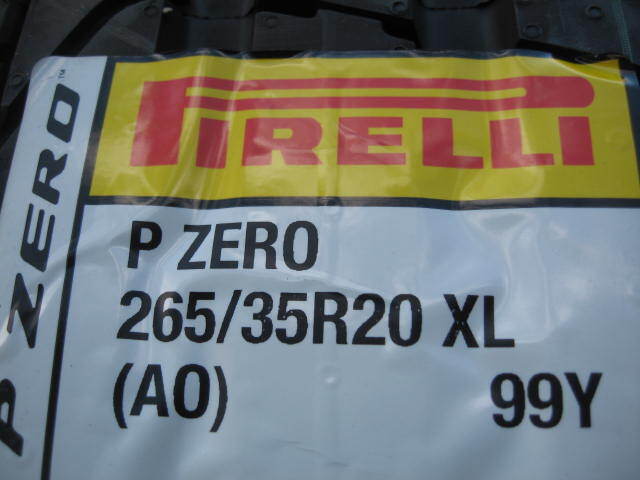 PIRELLI
P ZERO
265/35R20 XL
(AO) 99Y
P ZERO™